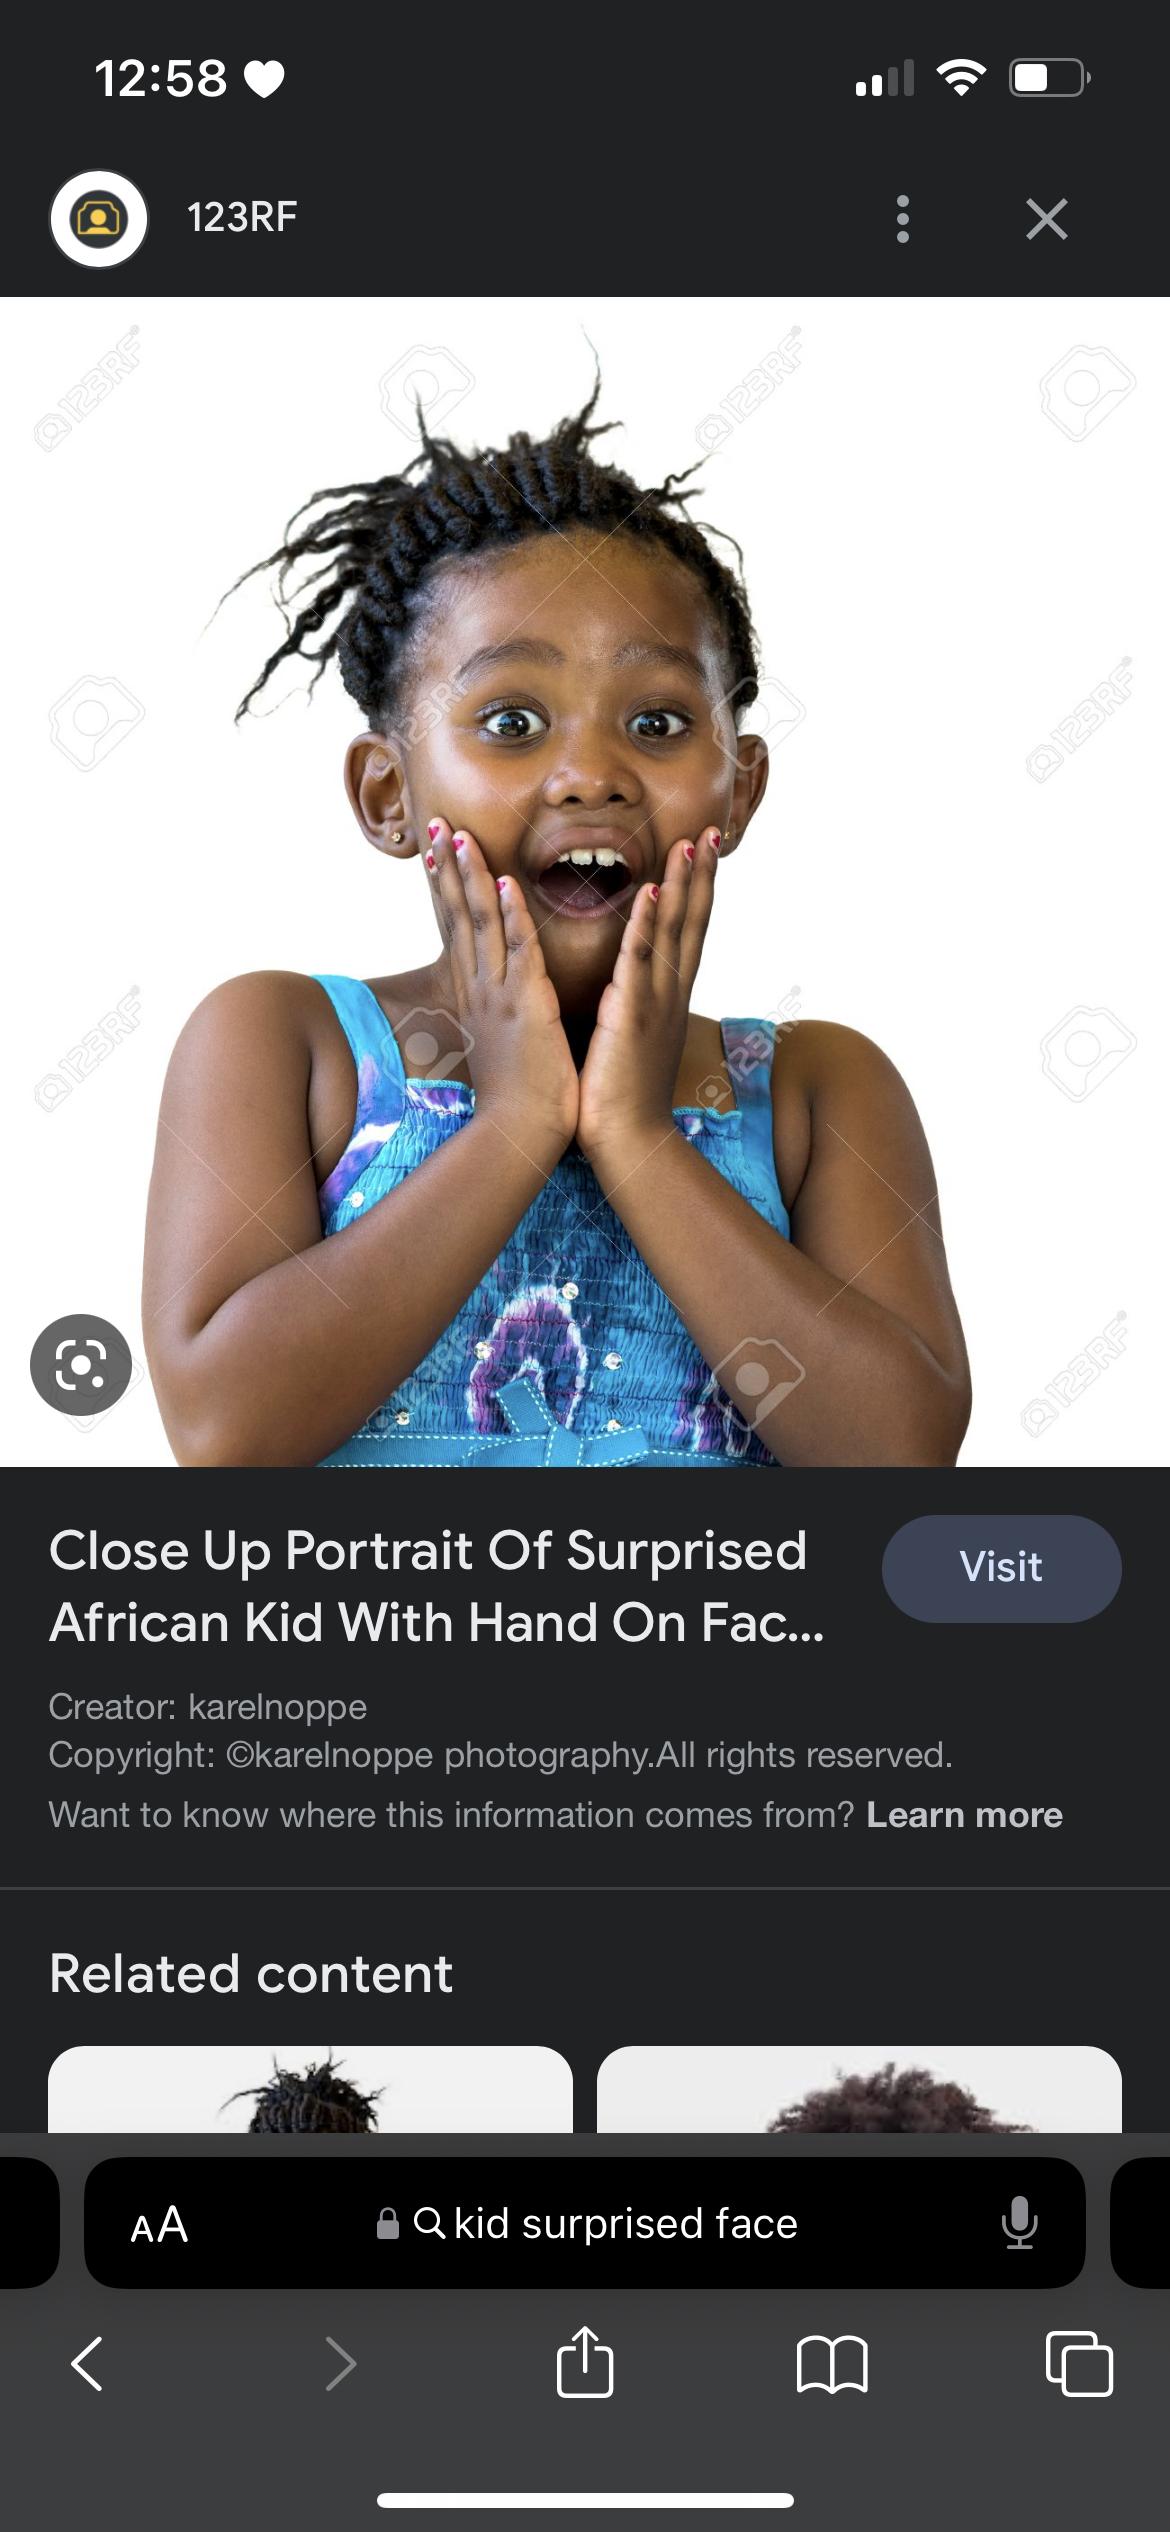 12:58
123RF
123RF
123RF
123RF
123RF
123RF
123RF
123RF
123RF
Close Up Portrait Of Surprised
African Kid With Hand On Fac...
Visit
Creator: karelnoppe
Copyright: ©karelnoppe photography.All rights reserved.
Want to know where this information comes from? Learn more
Related content
AA
kid surprised face